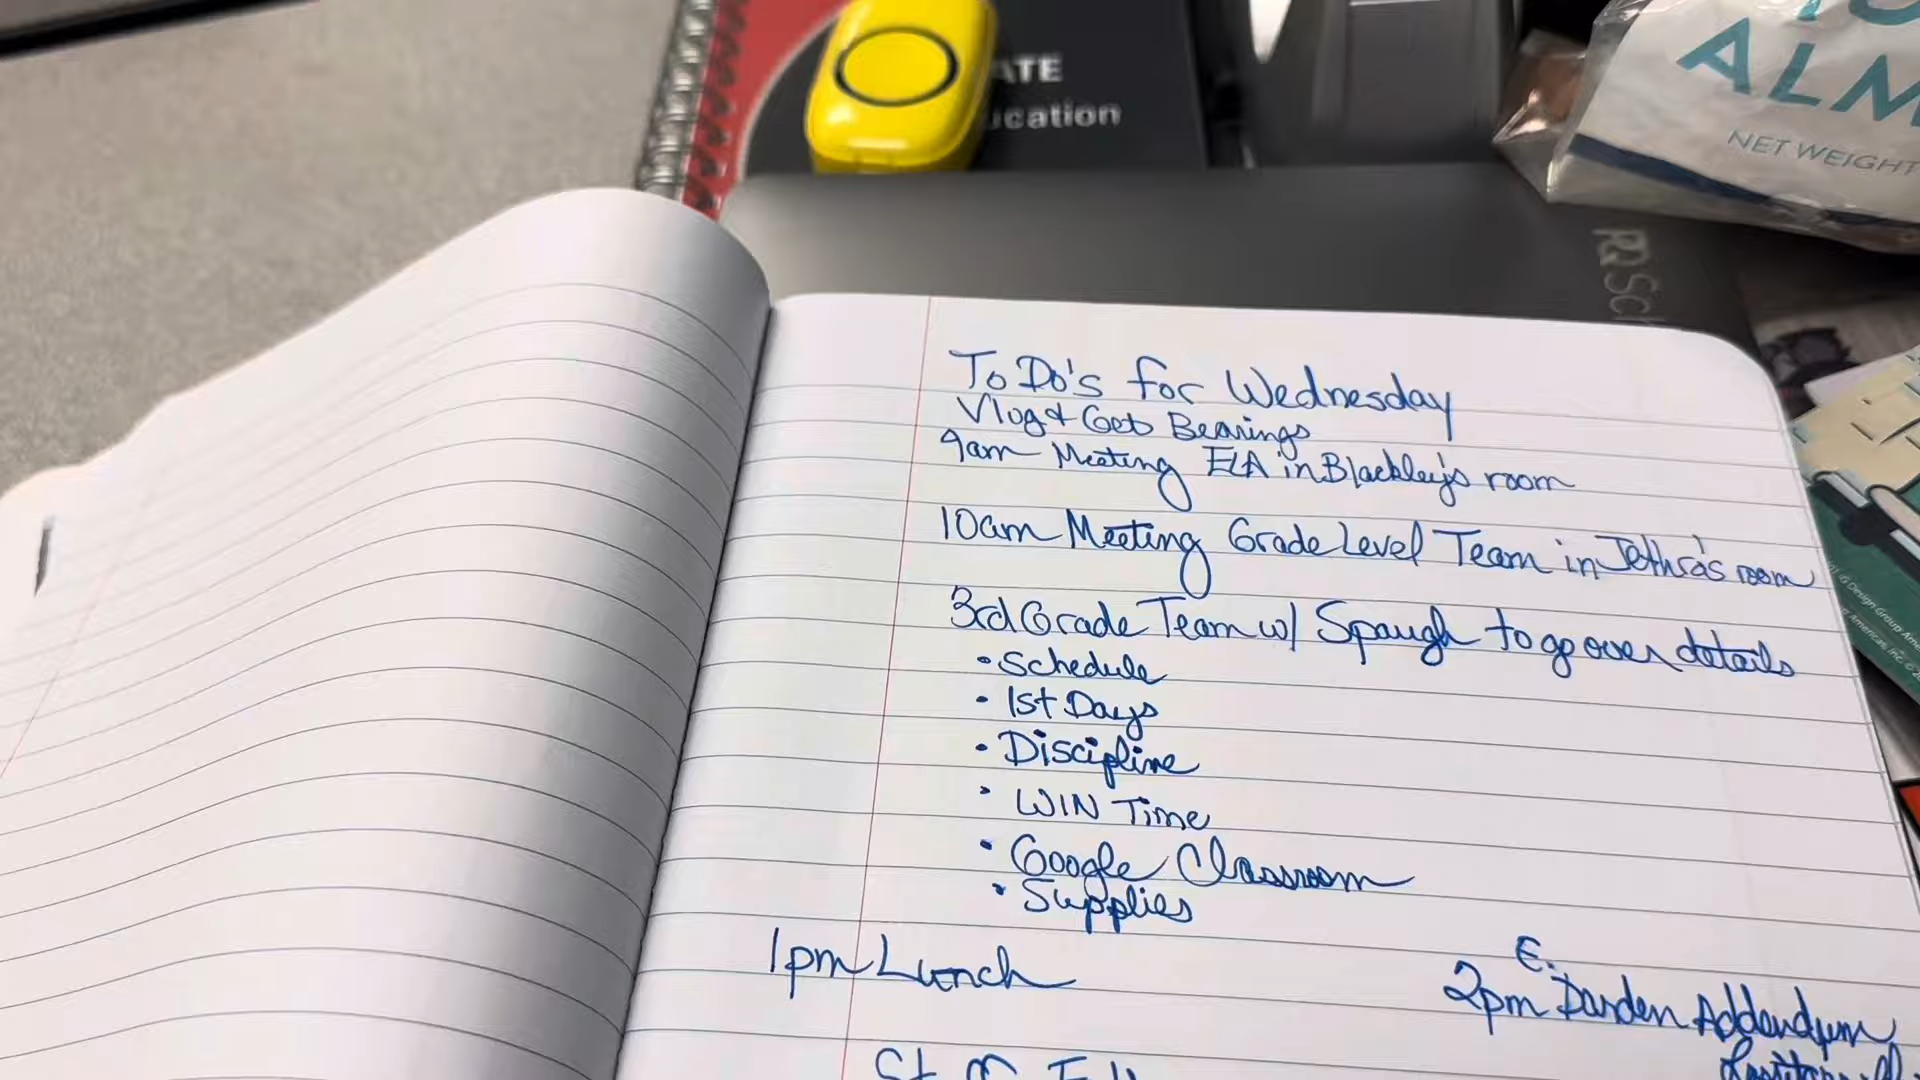 ATE
ucation
ALM
NET WEIGHT
To Do's for Wednesday
Vlog & Get Bearings
9am Meeting ELA in Blackley's room
10am Meeting Grade Level Team in Jethra's room
3rd Grade Team w/ Spaugh to go over details
• Schedule
• 1st Days
• Discipline
• WIN Time
• Google Classroom
• Supplies
1pm Lunch
E.
2pm Darden Addendum